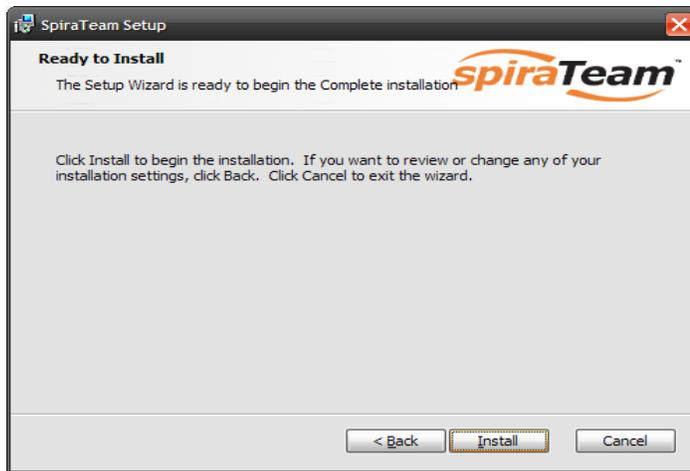 SpiraTeam Setup
Ready to Install
The Setup Wizard is ready to begin the Complete installation
spiraTeam™
Click Install to begin the installation. If you want to review or change any of your
installation settings, click Back. Click Cancel to exit the wizard.
< Back
Install
Cancel